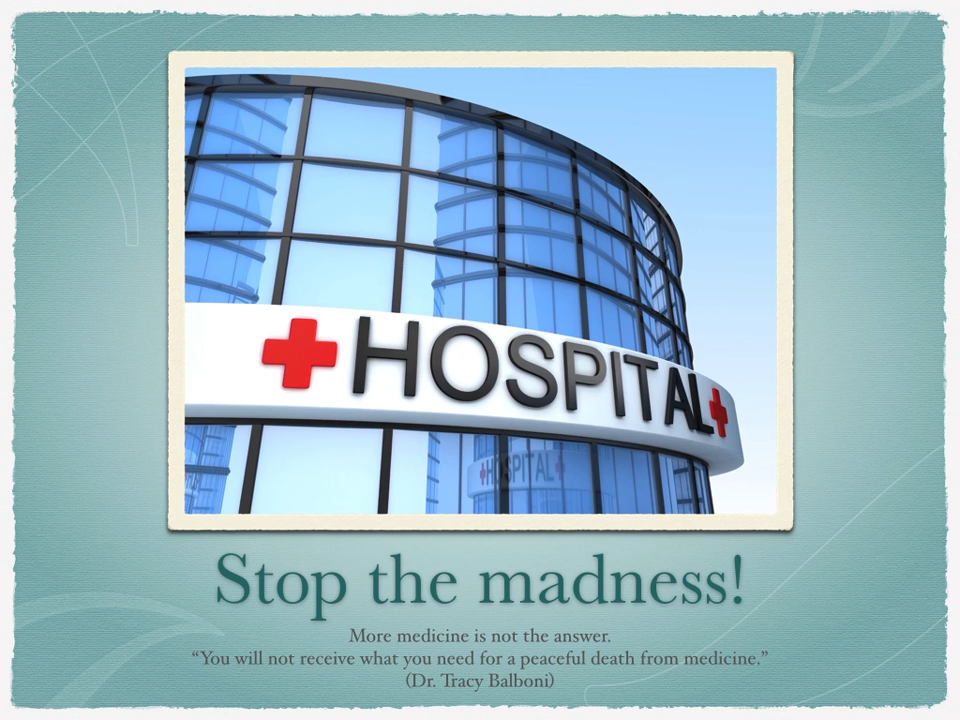 HOSPITAL
HOSPITAL
Stop the madness!
More medicine is not the answer.
“You will not receive what you need for a peaceful death from medicine.”
(Dr. Tracy Balboni)